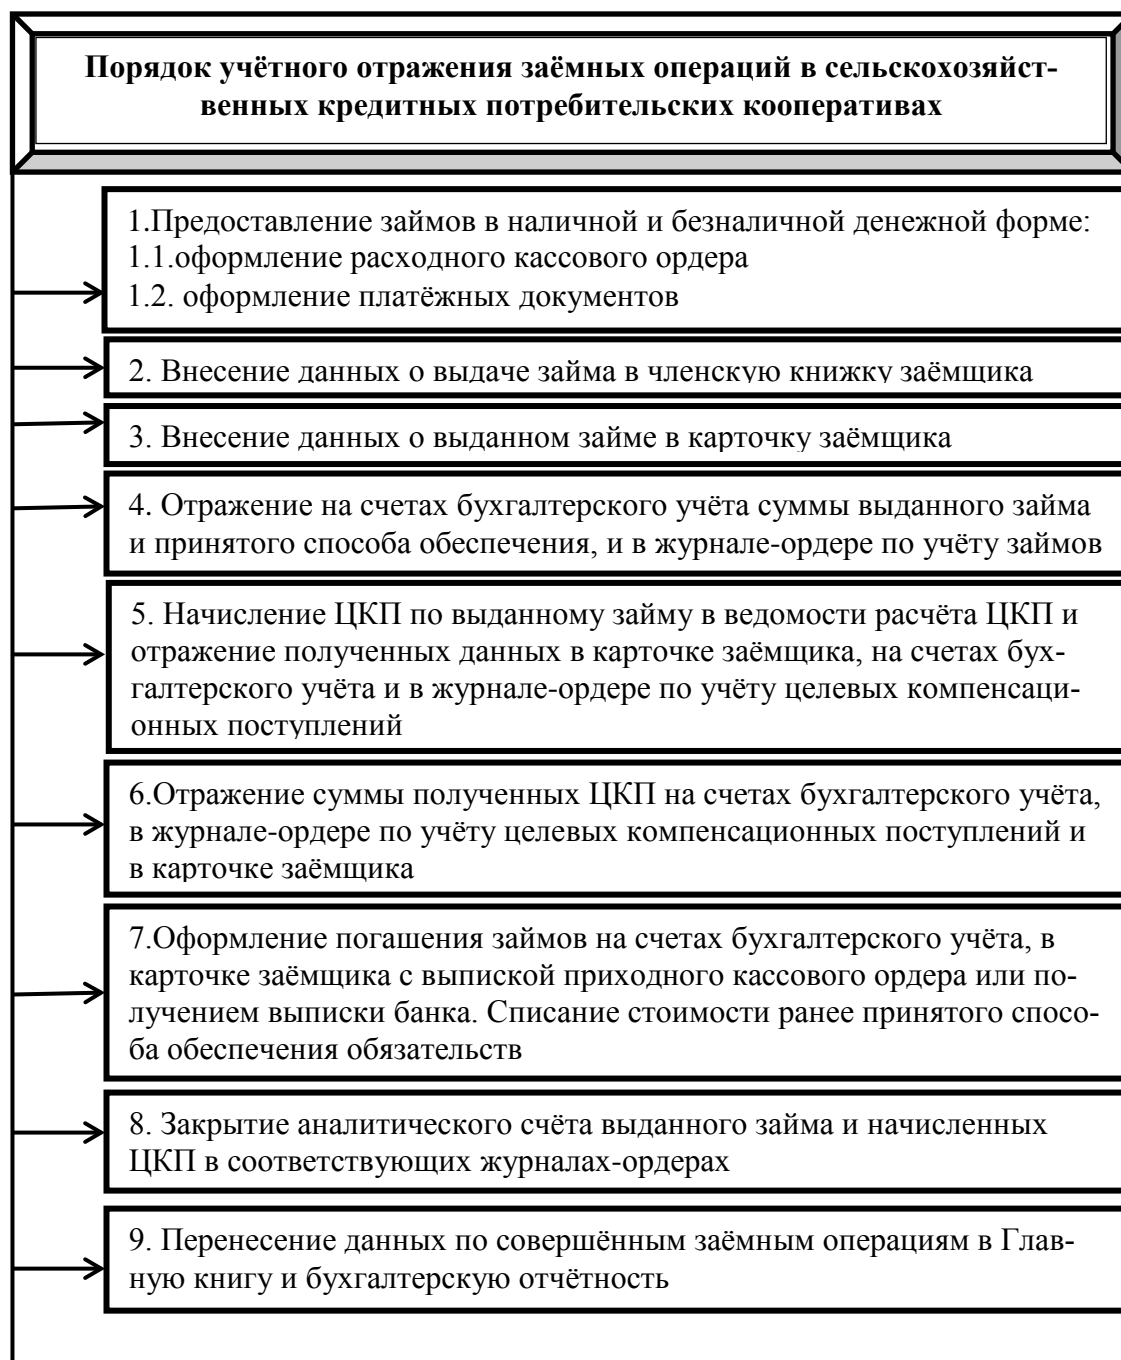 Порядок учётного отражения заёмных операций в сельскохозяйст-
венных кредитных потребительских кооперативах
1.Предоставление займов в наличной и безналичной денежной форме:
1.1.оформление расходного кассового ордера
1.2. оформление платёжных документов
2. Внесение данных о выдаче займа в членскую книжку заёмщика
3. Внесение данных о выданном займе в карточку заёмщика
4. Отражение на счетах бухгалтерского учёта суммы выданного займа
и принятого способа обеспечения, и в журнале-ордере по учёту займов
5. Начисление ЦКП по выданному займу в ведомости расчёта ЦКП и
отражение полученных данных в карточке заёмщика, на счетах бух-
галтерского учёта и в журнале-ордере по учёту целевых компенсаци-
онных поступлений
6.Отражение суммы полученных ЦКП на счетах бухгалтерского учёта,
в журнале-ордере по учёту целевых компенсационных поступлений и
в карточке заёмщика
7.Оформление погашения займов на счетах бухгалтерского учёта, в
карточке заёмщика с выпиской приходного кассового ордера или по-
лучением выписки банка. Списание стоимости ранее принятого спосо-
ба обеспечения обязательств
8. Закрытие аналитического счёта выданного займа и начисленных
ЦКП в соответствующих журналах-ордерах
9. Перенесение данных по совершённым заёмным операциям в Глав-
ную книгу и бухгалтерскую отчётность